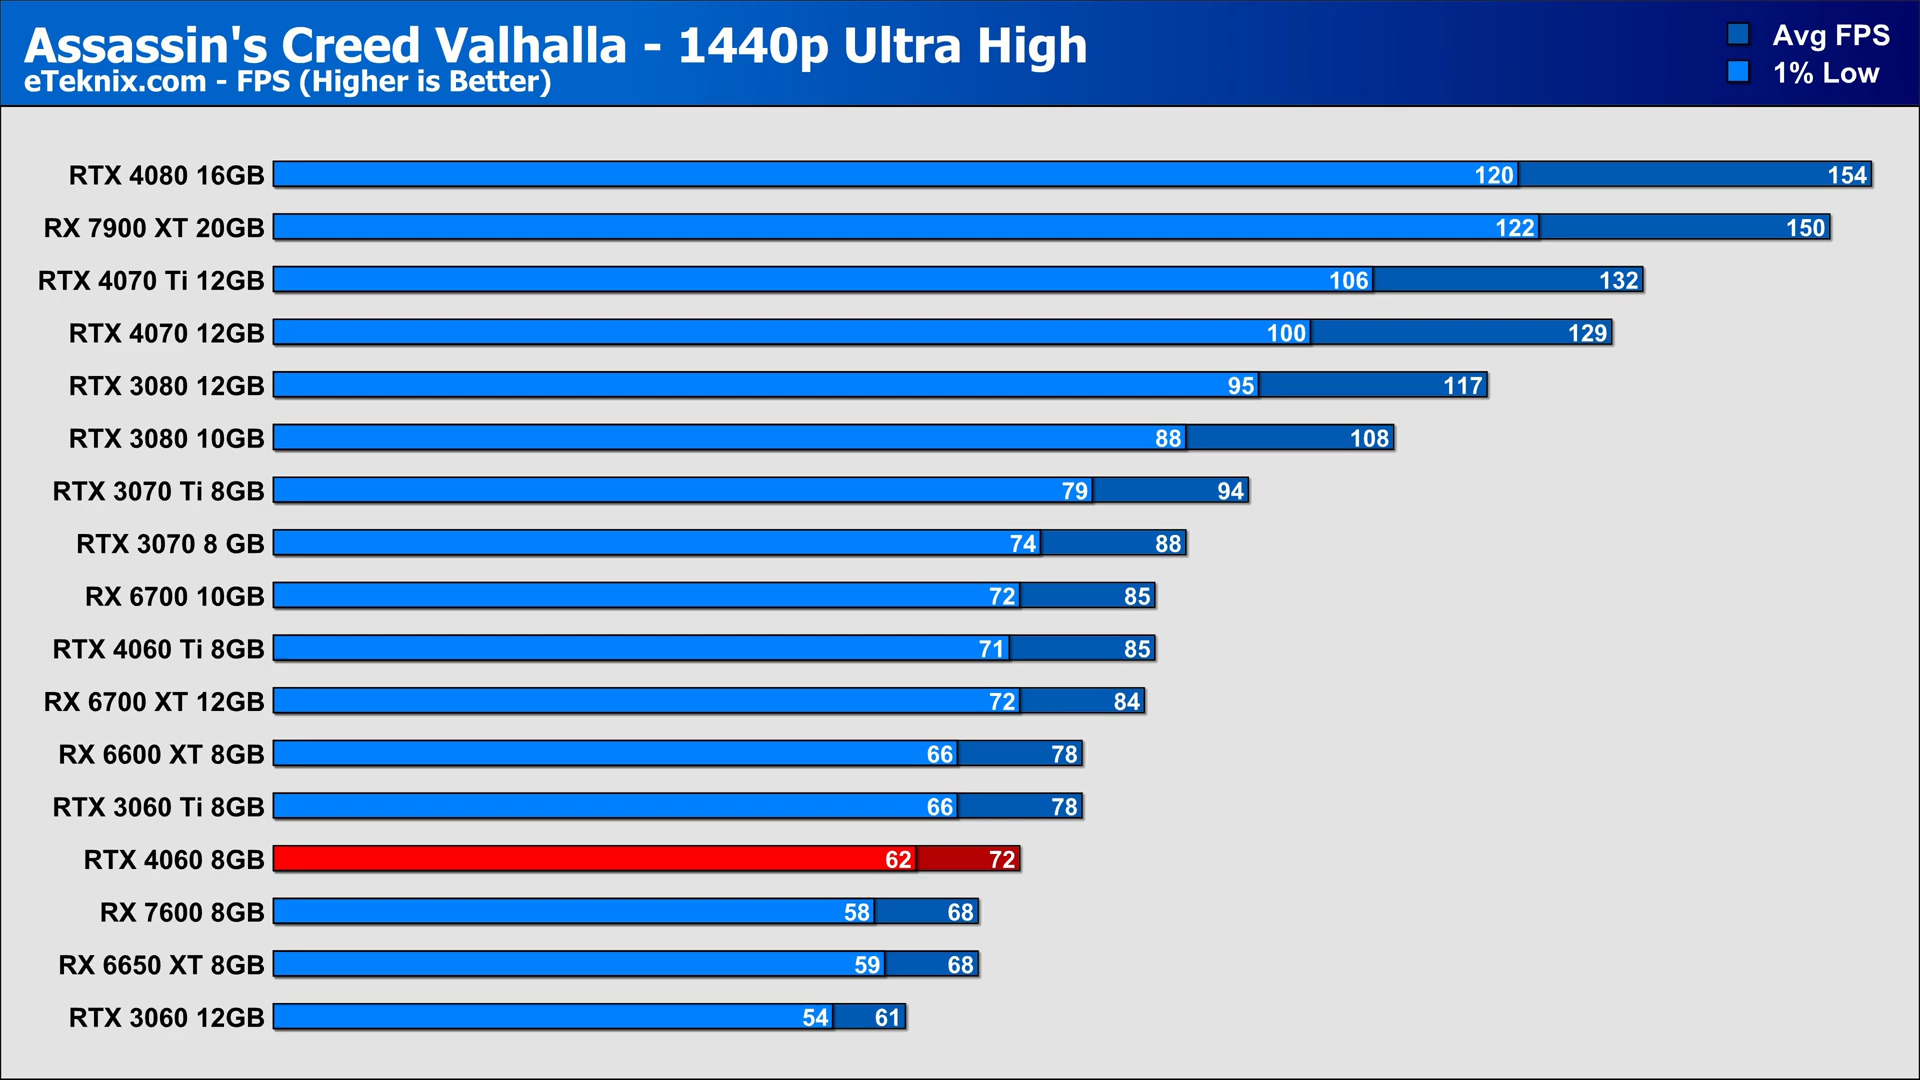 Assassin's Creed Valhalla - 1440p Ultra High
eTeknix.com - FPS (Higher is Better)
Avg FPS
1% Low
RTX 4080 16GB 120 154
RX 7900 XT 20GB 122 150
RTX 4070 Ti 12GB 106 132
RTX 4070 12GB 100 129
RTX 3080 12GB 95 117
RTX 3080 10GB 88 108
RTX 3070 Ti 8GB 79 94
RTX 3070 8 GB 74 88
RX 6700 10GB 72 85
RTX 4060 Ti 8GB 71 85
RX 6700 XT 12GB 72 84
RX 6600 XT 8GB 66 78
RTX 3060 Ti 8GB 66 78
RTX 4060 8GB 62 72
RX 7600 8GB 58 68
RX 6650 XT 8GB 59 68
RTX 3060 12GB 54 61